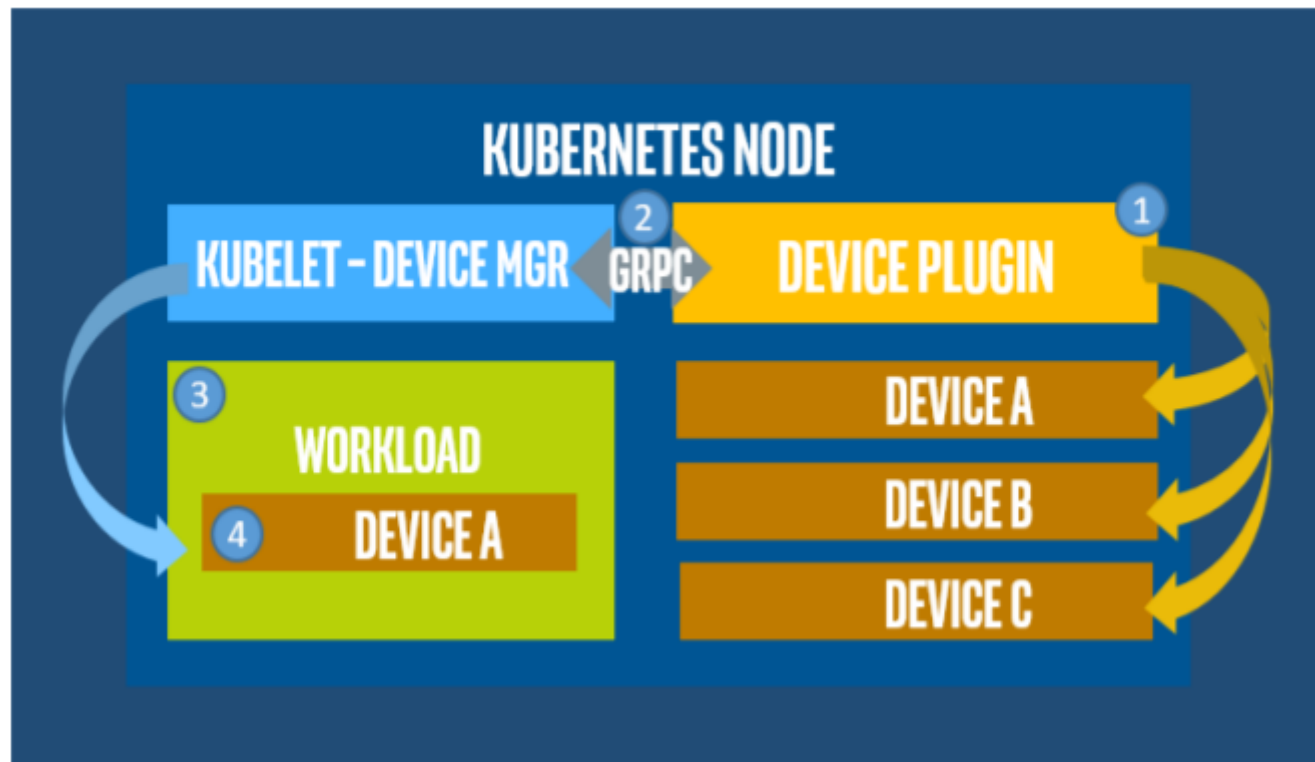 KUBERNETES NODE
2
1
KUBELET – DEVICE MGR
GRPC
DEVICE PLUGIN
3
DEVICE A
WORKLOAD
DEVICE B
4
DEVICE A
DEVICE C